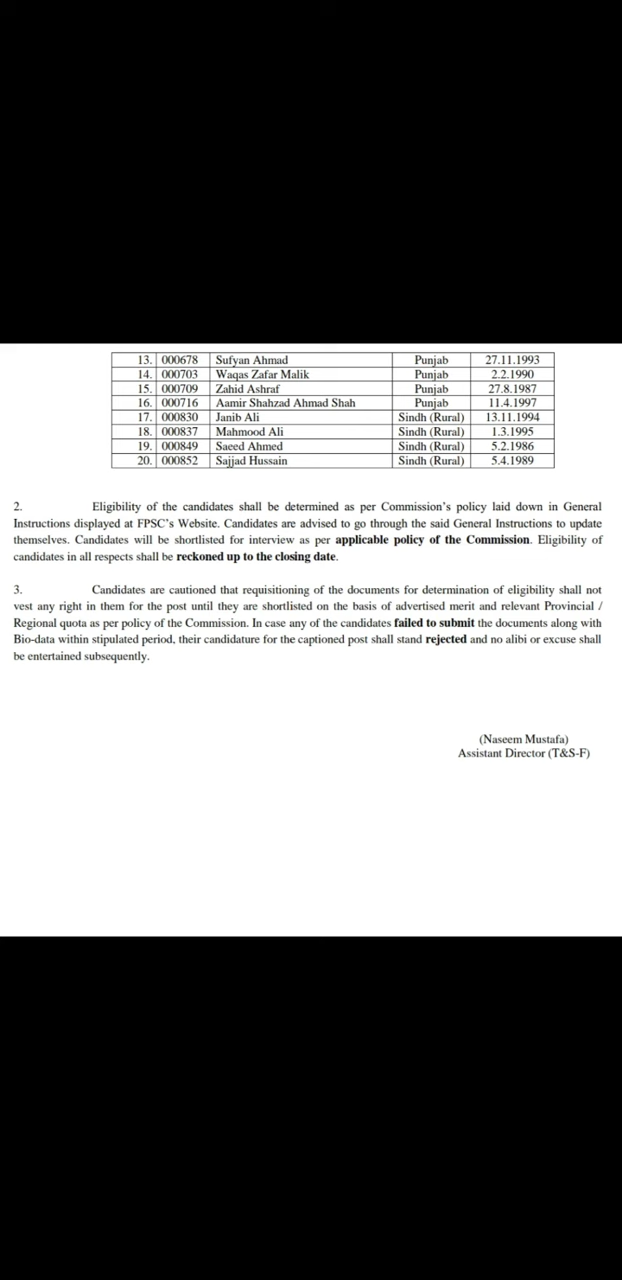 13. 000678 Sufyan Ahmad Punjab 27.11.1993
14. 000703 Waqas Zafar Malik Punjab 2.2.1990
15. 000709 Zahid Ashraf Punjab 27.8.1987
16. 000716 Aamir Shahzad Ahmad Shah Punjab 11.4.1997
17. 000830 Janib Ali Sindh (Rural) 13.11.1994
18. 000837 Mahmood Ali Sindh (Rural) 1.3.1995
19. 000849 Saeed Ahmed Sindh (Rural) 5.2.1986
20. 000852 Sajjad Hussain Sindh (Rural) 5.4.1989
2. Eligibility of the candidates shall be determined as per Commission's policy laid down in General
Instructions displayed at FPSC's Website. Candidates are advised to go through the said General Instructions to update
themselves. Candidates will be shortlisted for interview as per applicable policy of the Commission. Eligibility of
candidates in all respects shall be reckoned up to the closing date.
3. Candidates are cautioned that requisitioning of the documents for determination of eligibility shall not
vest any right in them for the post until they are shortlisted on the basis of advertised merit and relevant Provincial /
Regional quota as per policy of the Commission. In case any of the candidates failed to submit the documents along with
Bio-data within stipulated period, their candidature for the captioned post shall stand rejected and no alibi or excuse shall
be entertained subsequently.
(Naseem Mustafa)
Assistant Director (T&S-F)